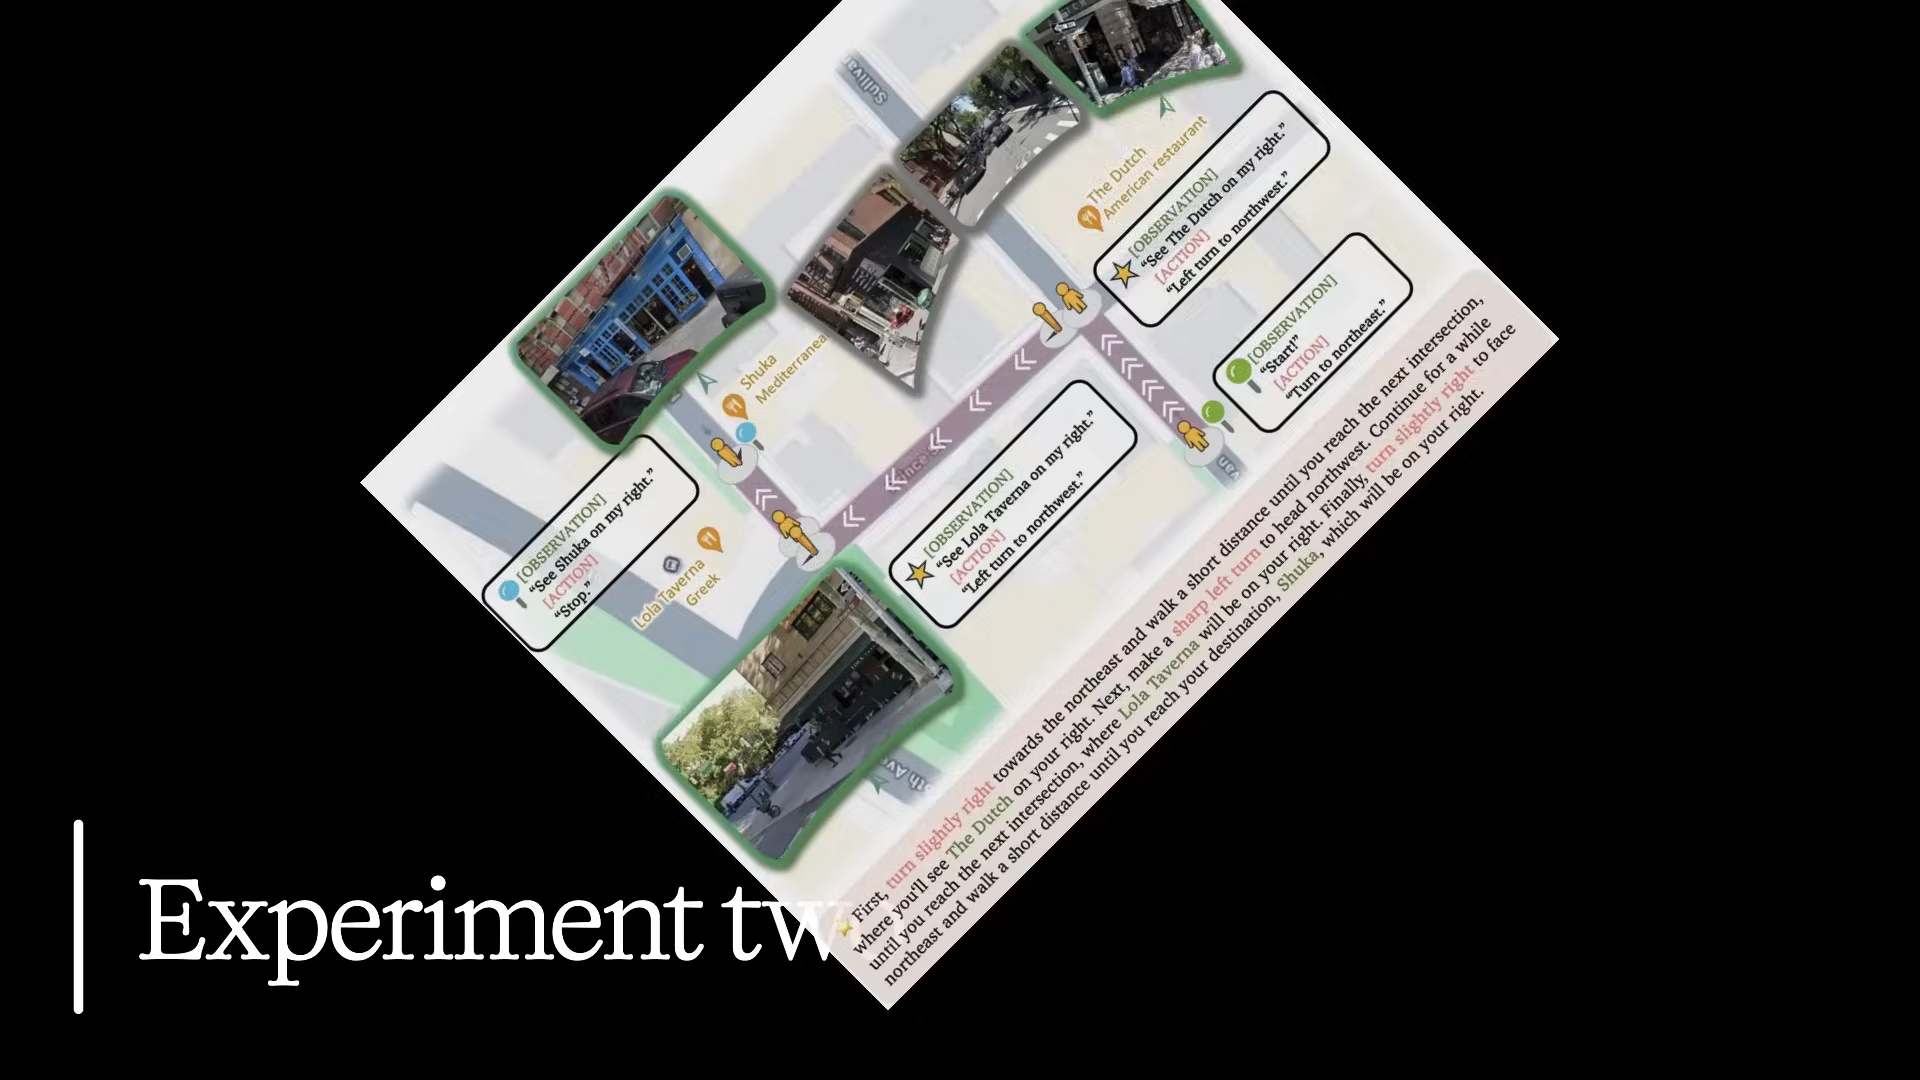 Sullivan
The Dutch
American restaurant
[OBSERVATION]
“See The Dutch on my right.”
[ACTION]
“Left turn to northwest.”
[OBSERVATION]
“Start!”
[ACTION]
“Turn to northeast.”
Shuka
Mediterranea
[OBSERVATION]
“See Shuka on my right.”
[ACTION]
“Stop.”
Lola Taverna
Greek
[OBSERVATION]
“See Lola Taverna on my right.”
[ACTION]
“Left turn to northwest.”
First, turn slightly right towards the northeast and walk a short distance until you reach the next intersection,
where you'll see The Dutch on your right. Next, make a sharp left turn to head northwest. Continue for a while
until you reach the next intersection, where Lola Taverna will be on your right. Finally, turn slightly right to face
northeast and walk a short distance until you reach your destination, Shuka, which will be on your right.
Experiment tw